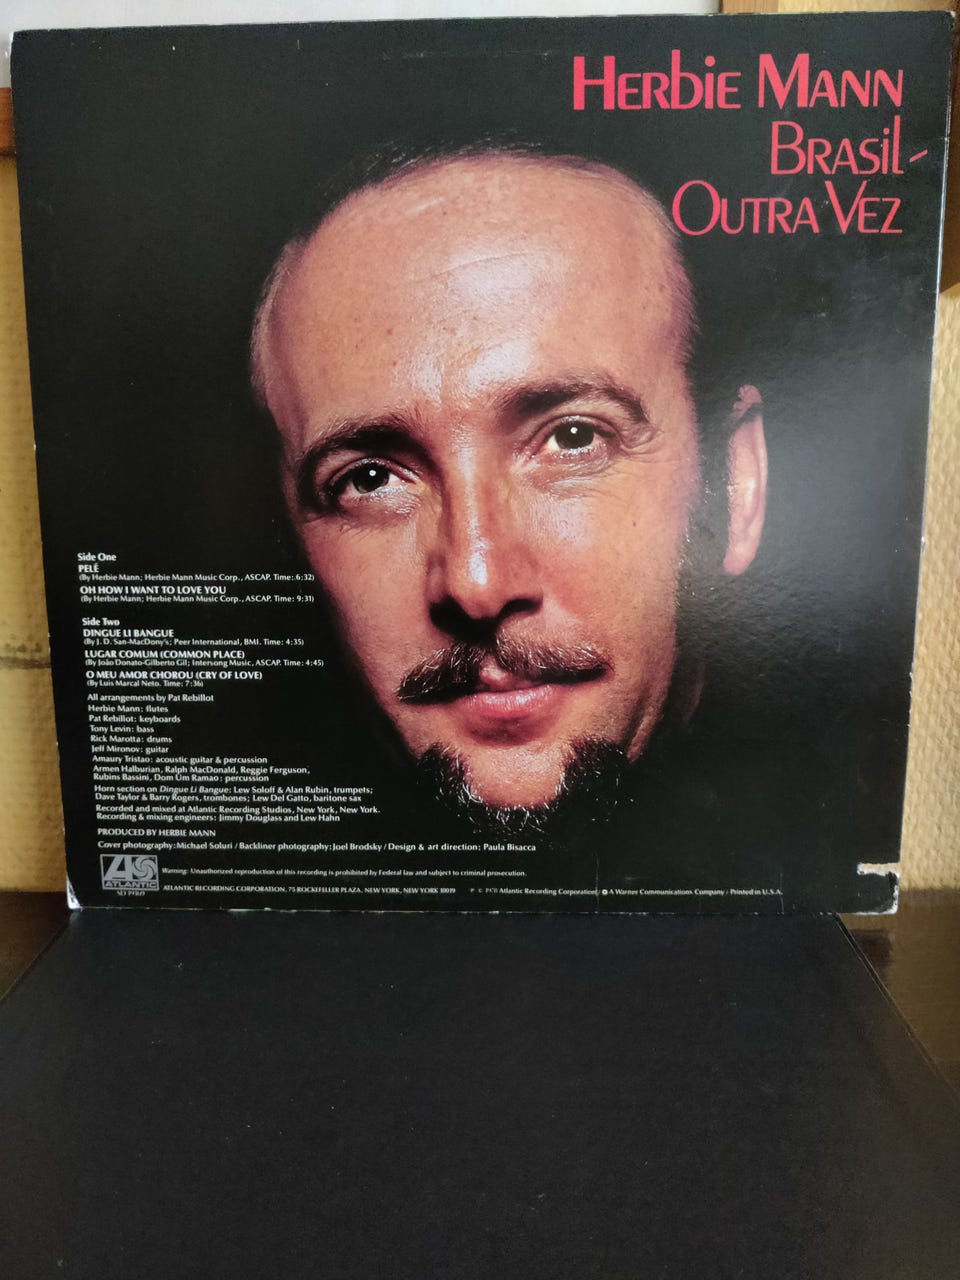 HERBIE MANN
BRASIL-
OUTRA VEZ
Side One
PELÉ
(By Herbie Mann; Herbie Mann Music Corp., ASCAP. Time: 6:32)
OH HOW I WANT TO LOVE YOU
(By Herbie Mann; Herbie Mann Music Corp., ASCAP. Time: 9:31)
Side Two
DINGUE LI BANGUE
(By J. D. San-MacDony's; Peer International, BMI. Time: 4:35)
LUGAR COMUM (COMMON PLACE)
(By João Donato-Gilberto Gil; Intersong Music, ASCAP. Time: 4:45)
O MEU AMOR CHOROU (CRY OF LOVE)
(By Luis Marcal Neto. Time: 7:36)
All arrangements by Pat Rebillot
Herbie Mann: flutes
Pat Rebillot: keyboards
Tony Levin: bass
Rick Marotta: drums
Jeff Mironov: guitar
Amaury Tristao: acoustic guitar & percussion
Armen Halburian, Ralph MacDonald, Reggie Ferguson,
Rubins Bassini, Dom Um Ramao: percussion
Horn section on Dingue Li Bangue: Lew Soloff & Alan Rubin, trumpets;
Dave Taylor & Barry Rogers, trombones; Lew Del Gatto, baritone sax
Recorded and mixed at Atlantic Recording Studios, New York, New York.
Recording & mixing engineers: Jimmy Douglass and Lew Hahn
PRODUCED BY HERBIE MANN
Cover photography: Michael Soluri / Backliner photography: Joel Brodsky / Design & art direction: Paula Bisacca
ATLANTIC
SD 19169
Warning: Unauthorized reproduction of this recording is prohibited by Federal law and subject to criminal prosecution.
ATLANTIC RECORDING CORPORATION, 75 ROCKEFELLER PLAZA, NEW YORK, NEW YORK 10019 ℗ © 1978 Atlantic Recording Corporation / A Warner Communications Company / Printed in U.S.A.